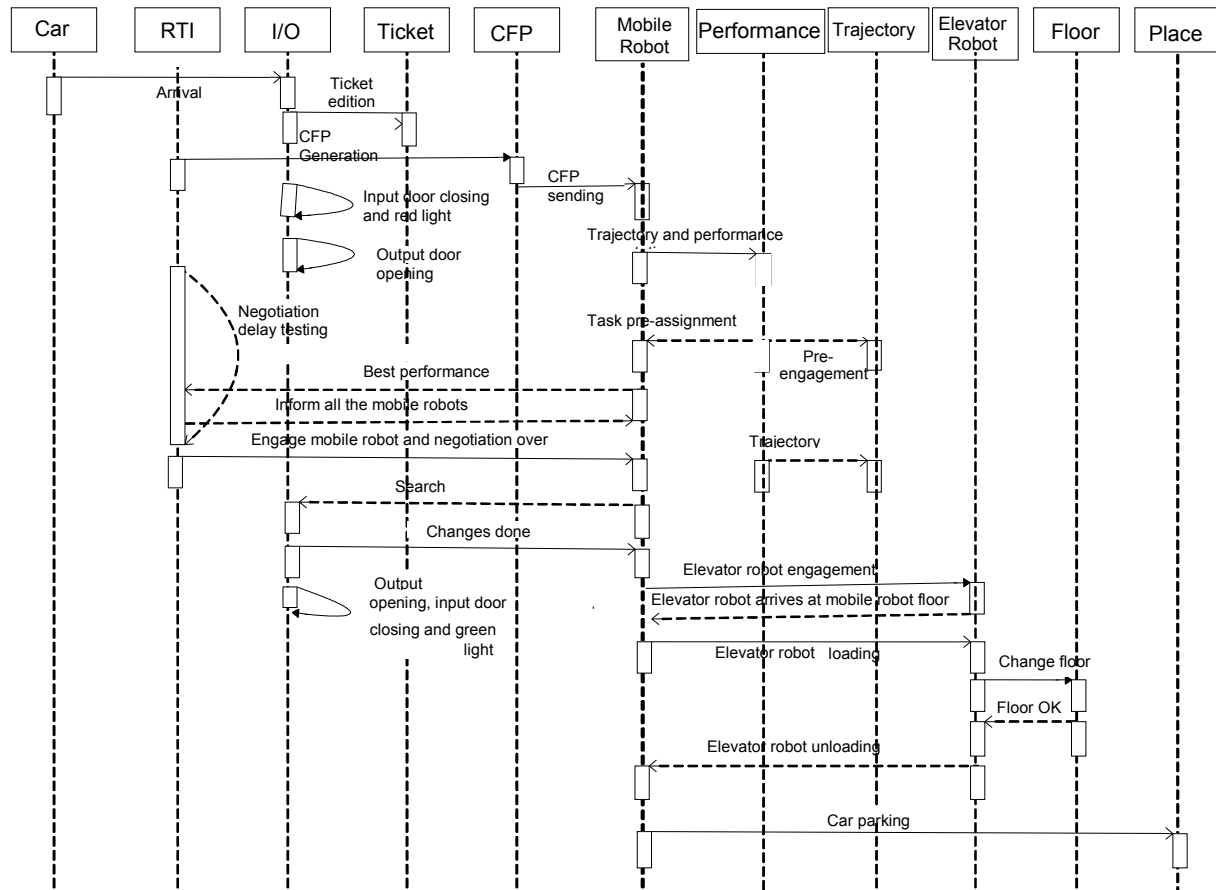 Car
RTI
I/O
Ticket
CFP
Mobile
Robot
Performance
Trajectory
Elevator
Robot
Floor
Place
Arrival
Ticket
edition
CFP
Generation
CFP
sending
Input door closing
and red light
Trajectory and performance
Output door
opening
Negotiation
delay testing
Task pre-assignment
Pre-
engagement
Best performance
Inform all the mobile robots
Engage mobile robot and negotiation over
Trajectory
Search
Changes done
Elevator robot engagement
Output
opening, input door
closing and green
light
Elevator robot arrives at mobile robot floor
Elevator robot loading
Change floor
Floor OK
Elevator robot unloading
Car parking